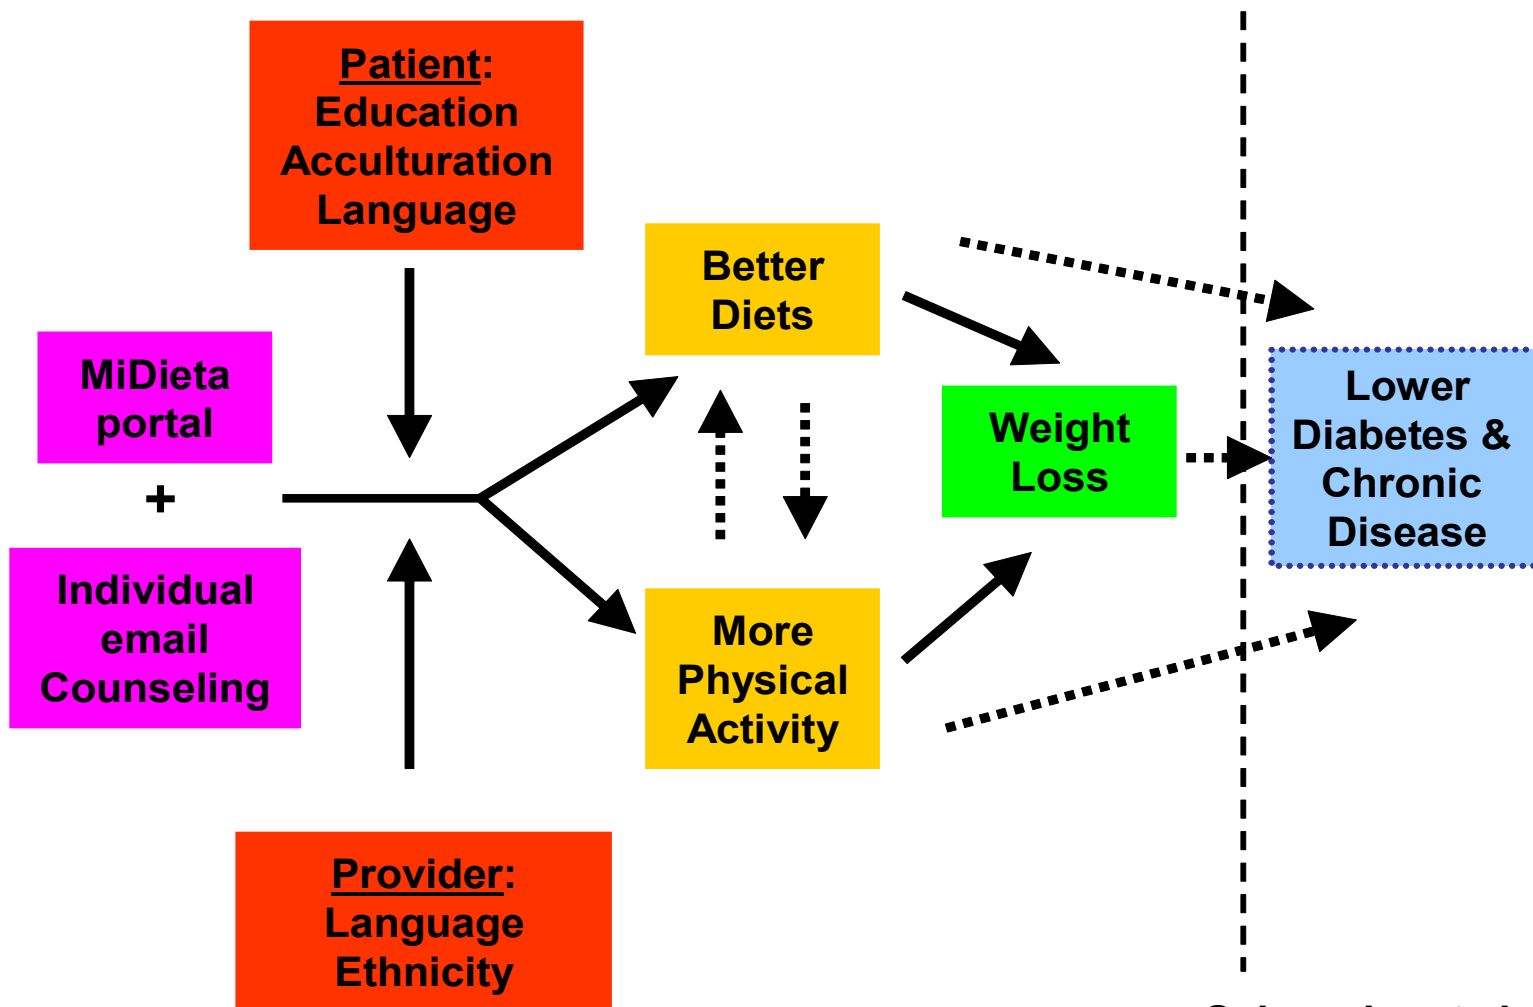 Patient:
Education
Acculturation
Language
MiDieta
portal
+
Individual
email
Counseling
Provider:
Language
Ethnicity
Better
Diets
More
Physical
Activity
Weight
Loss
Lower
Diabetes &
Chronic
Disease